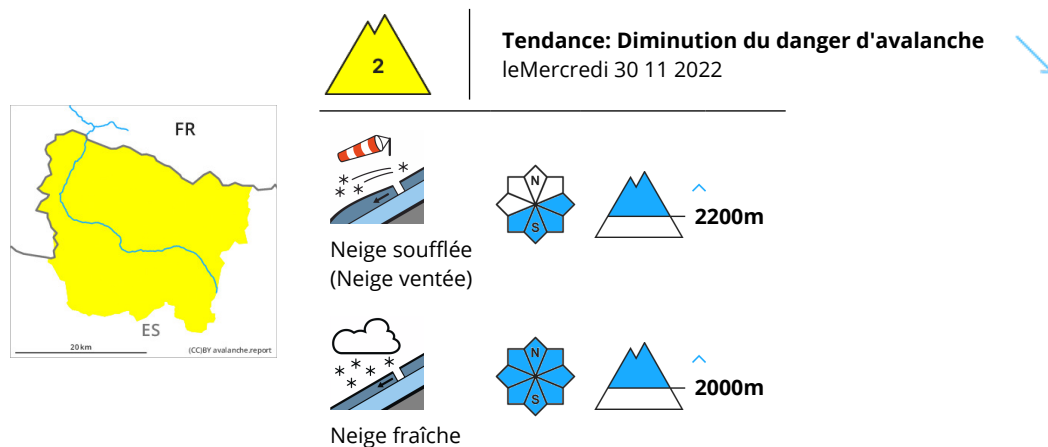 2
Tendance: Diminution du danger d'avalanche
leMercredi 30 11 2022
FR
ES
20 km
(CC)BY avalanche.report
N
S
2200m
Neige soufflée
(Neige ventée)
N
S
2000m
Neige fraîche